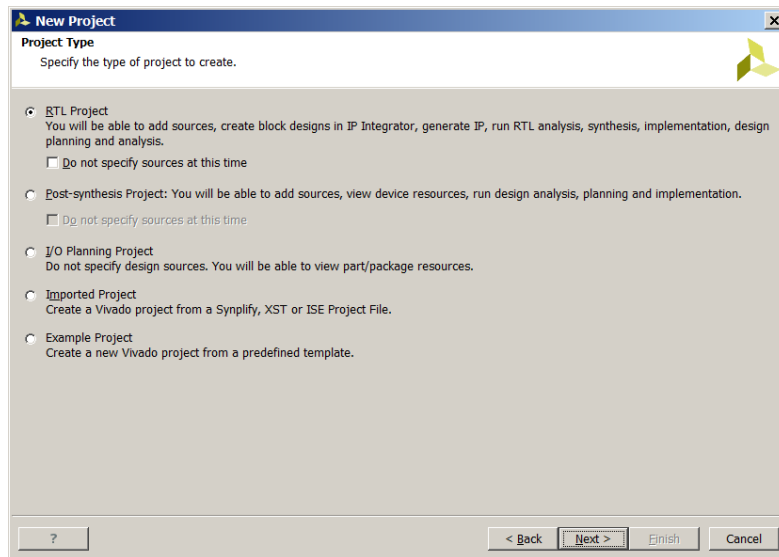 New Project
Project Type
Specify the type of project to create.
RTL Project
You will be able to add sources, create block designs in IP Integrator, generate IP, run RTL analysis, synthesis, implementation, design
planning and analysis.
Do not specify sources at this time
Post-synthesis Project: You will be able to add sources, view device resources, run design analysis, planning and implementation.
Do not specify sources at this time
I/O Planning Project
Do not specify design sources. You will be able to view part/package resources.
Imported Project
Create a Vivado project from a Synplify, XST or ISE Project File.
Example Project
Create a new Vivado project from a predefined template.
? < Back Next > Finish Cancel